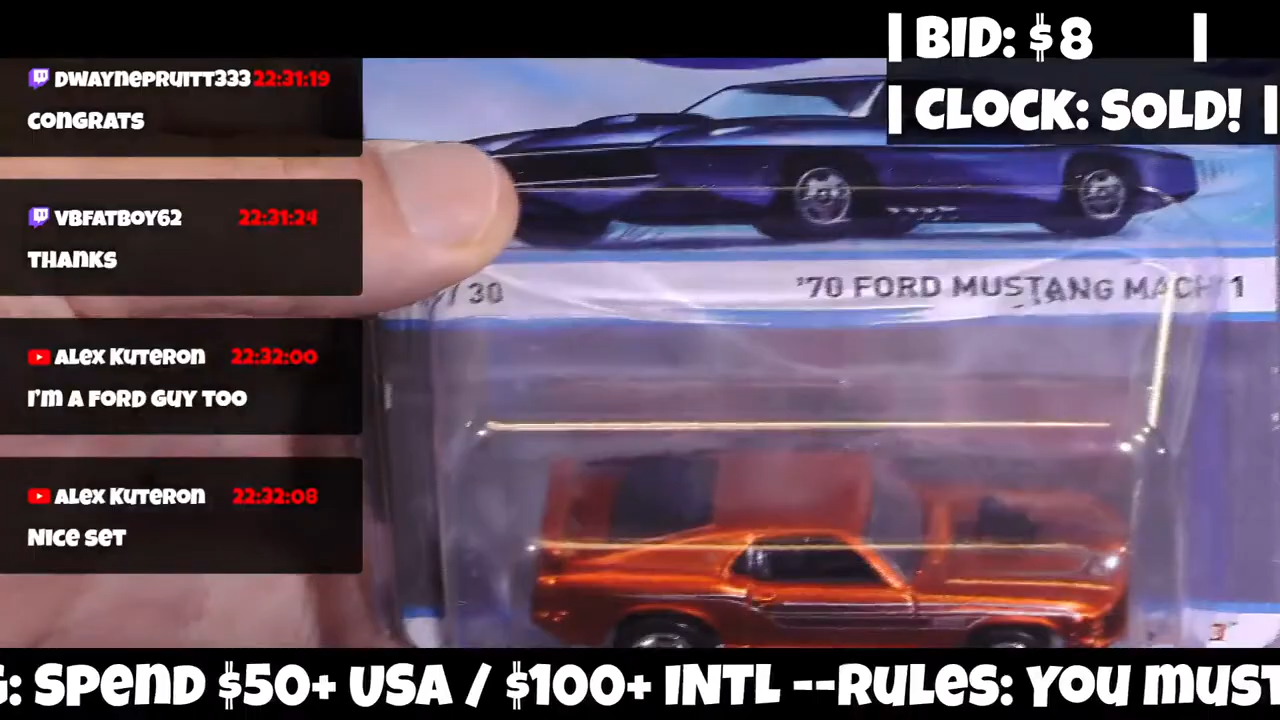 | BID: $8 |
| CLOCK: SOLD! |
DWAYNEPRUITT333 22:31:19
CONGRATS
VBFATBOY62 22:31:24
THANKS
ALEX KUTERON 22:32:00
I'M A FORD GUY TOO
ALEX KUTERON 22:32:08
NICE SET
/ 30
'70 FORD MUSTANG MACH 1
G: SPEND $50+ USA / $100+ INTL --RULES: YOU MUST